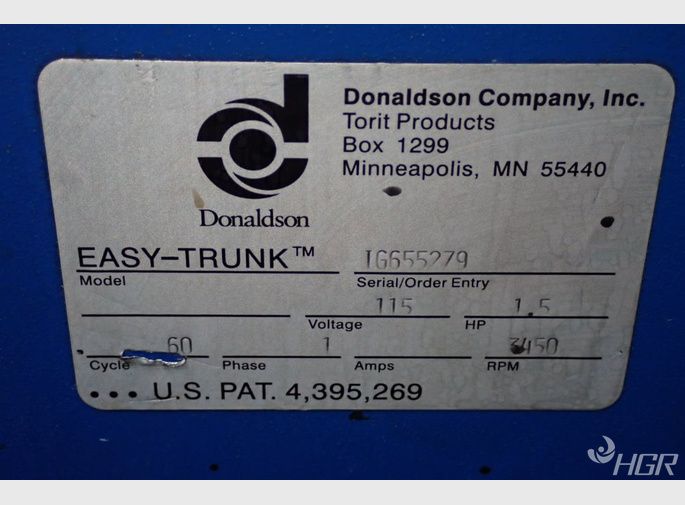 Donaldson Company, Inc.
Torit Products
Box 1299
Minneapolis, MN 55440
Donaldson
EASY-TRUNK™
IG655279
Model
Serial/Order Entry
115
1.5
Voltage
HP
60
1
3450
Cycle
Phase
Amps
RPM
••• U.S. PAT. 4,395,269
HGR